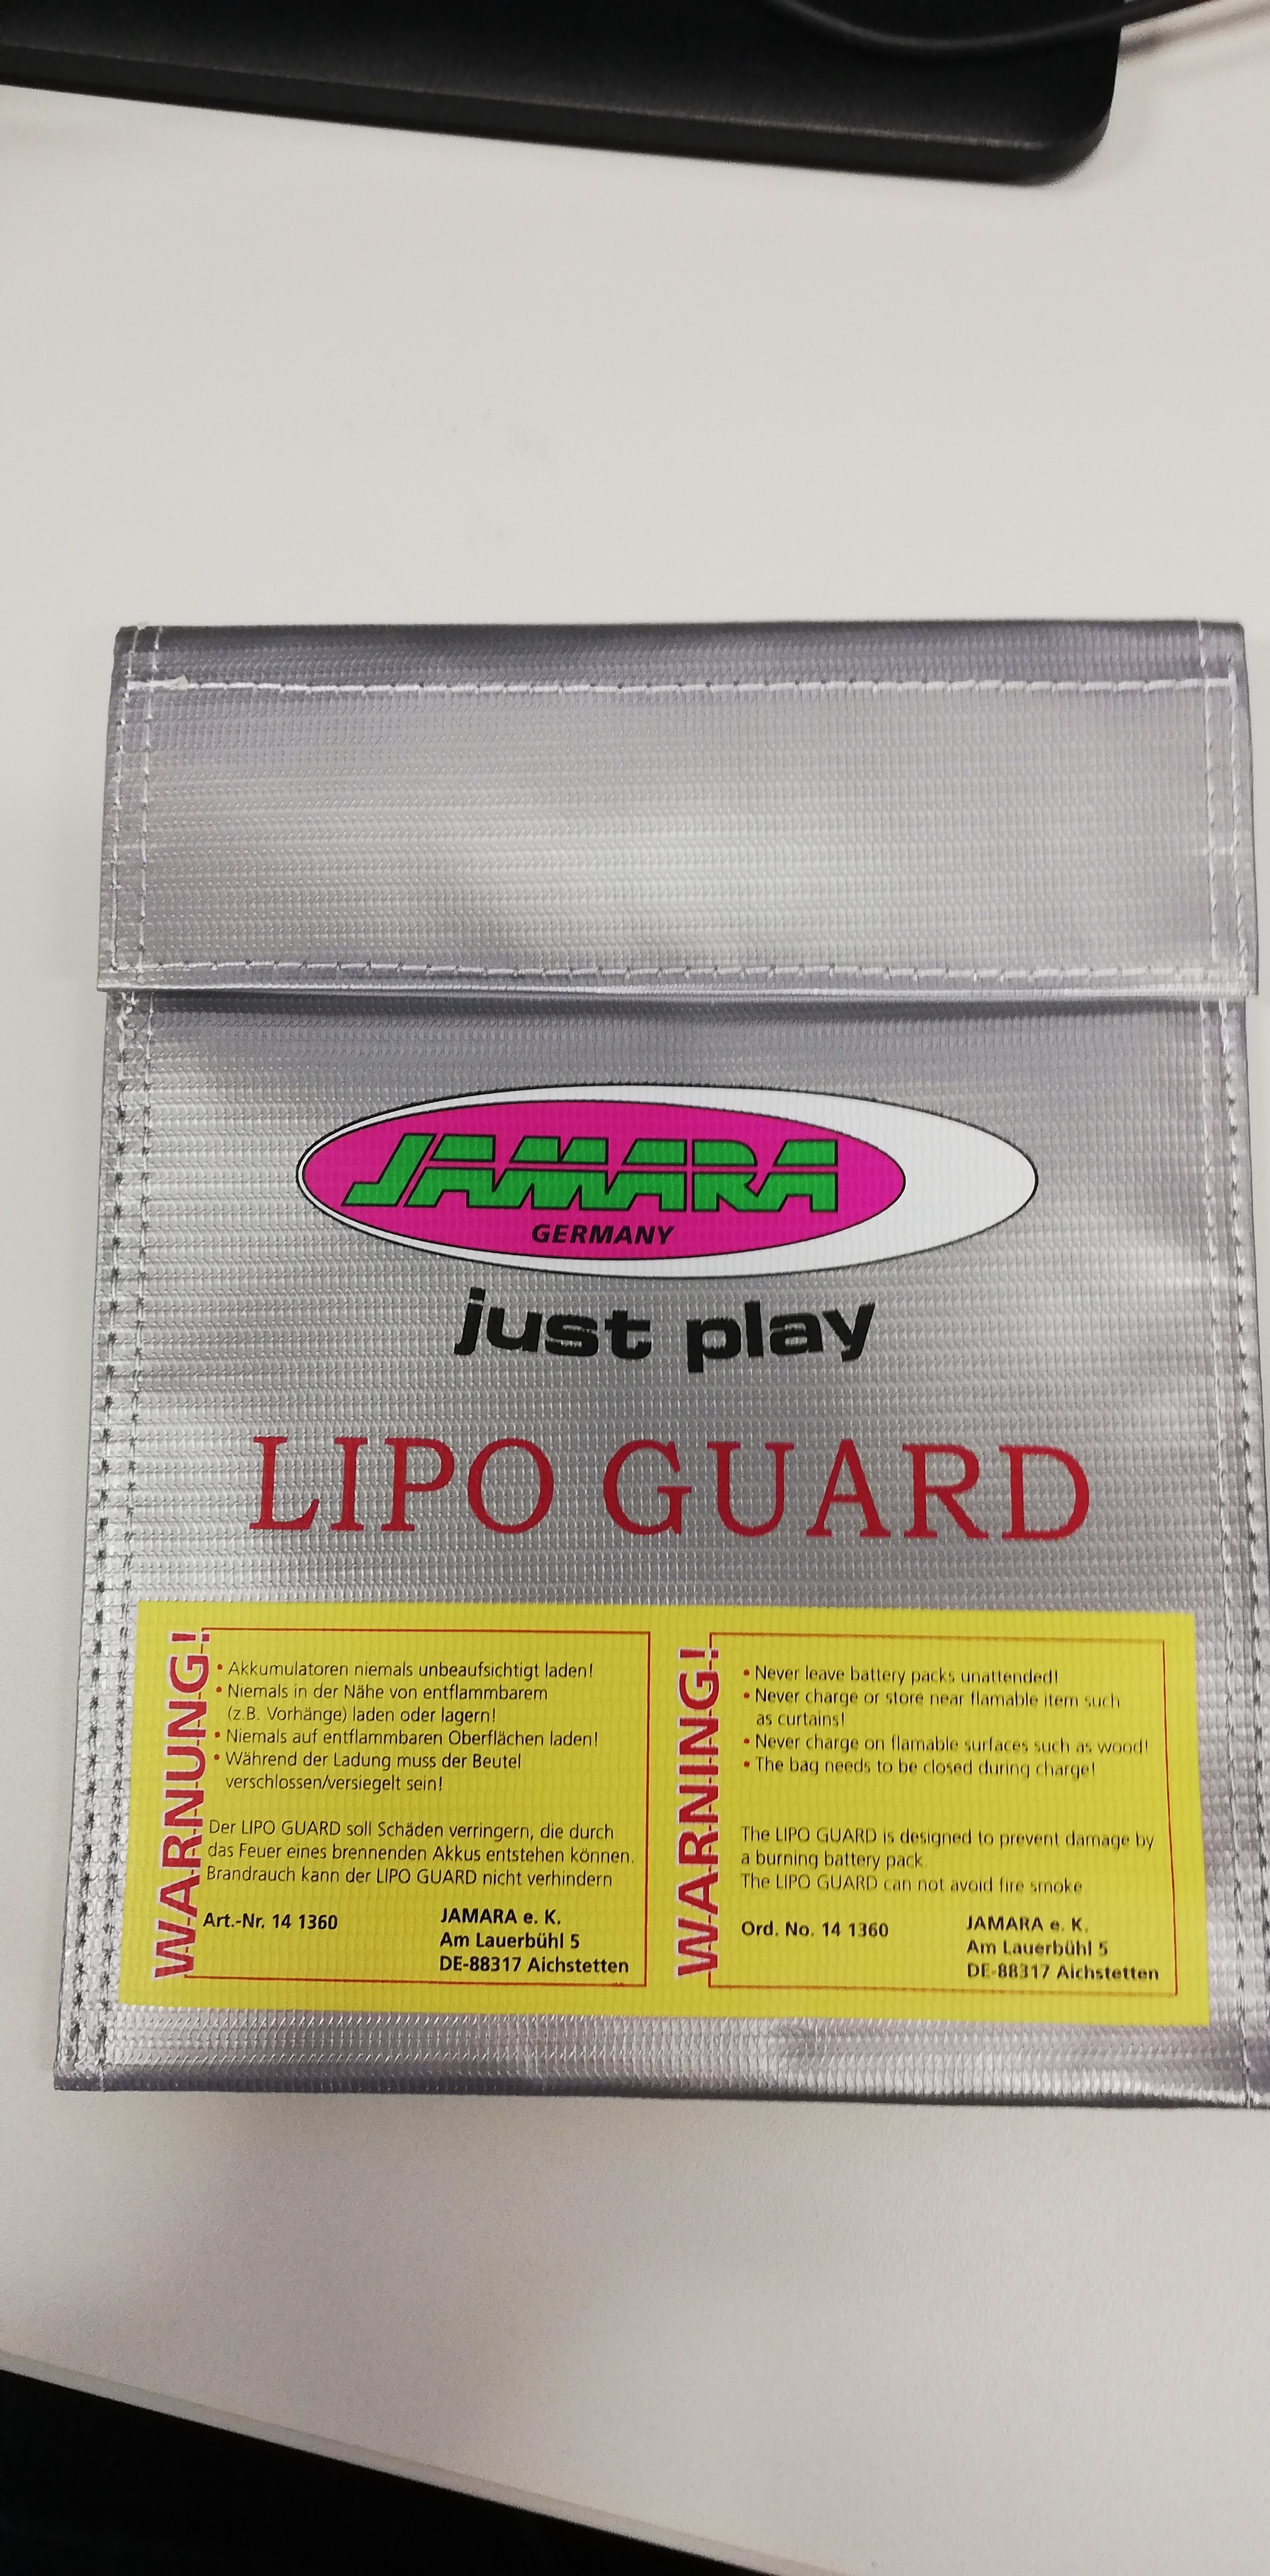 JAMARA
GERMANY
just play
LIPO GUARD
WARNUNG!
• Akkumulatoren niemals unbeaufsichtigt laden!
• Niemals in der Nähe von entflammbarem
(z.B. Vorhänge) laden oder lagern!
• Niemals auf entflammbaren Oberflächen laden!
• Während der Ladung muss der Beutel
verschlossen/versiegelt sein!
Der LIPO GUARD soll Schäden verringern, die durch
das Feuer eines brennenden Akkus entstehen können.
Brandrauch kann der LIPO GUARD nicht verhindern
Art.-Nr. 14 1360
JAMARA e. K.
Am Lauerbühl 5
DE-88317 Aichstetten
WARNING!
• Never leave battery packs unattended!
• Never charge or store near flamable item such
as curtains!
• Never charge on flamable surfaces such as wood!
• The bag needs to be closed during charge!
The LIPO GUARD is designed to prevent damage by
a burning battery pack.
The LIPO GUARD can not avoid fire smoke
Ord. No. 14 1360
JAMARA e. K.
Am Lauerbühl 5
DE-88317 Aichstetten